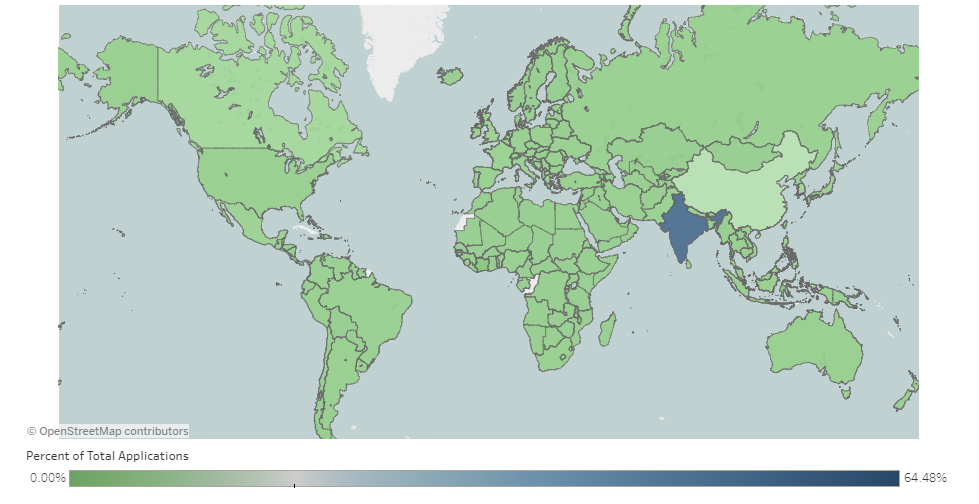 © OpenStreetMap contributors
Percent of Total Applications
0.00% 64.48%